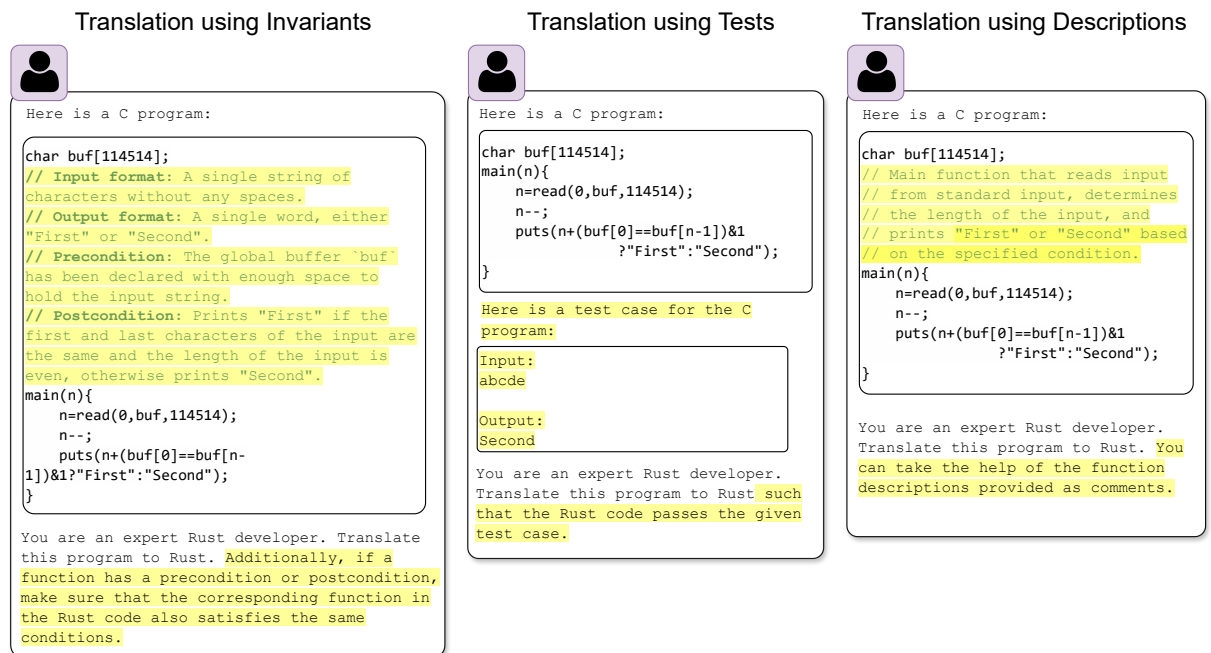 Translation using Invariants
Here is a C program:
char buf[114514];
// Input format: A single string of
characters without any spaces.
// Output format: A single word, either
"First" or "Second".
// Precondition: The global buffer `buf`
has been declared with enough space to
hold the input string.
// Postcondition: Prints "First" if the
first and last characters of the input are
the same and the length of the input is
even, otherwise prints "Second".
main(n){
    n=read(0,buf,114514);
    n--;
    puts(n+(buf[0]==buf[n-
1])&1?"First":"Second");
}
You are an expert Rust developer. Translate
this program to Rust. Additionally, if a
function has a precondition or postcondition,
make sure that the corresponding function in
the Rust code also satisfies the same
conditions.
Translation using Tests
Here is a C program:
char buf[114514];
main(n){
    n=read(0,buf,114514);
    n--;
    puts(n+(buf[0]==buf[n-1])&1
?"First":"Second");
}
Here is a test case for the C
program:
Input:
abcde
Output:
Second
You are an expert Rust developer.
Translate this program to Rust such
that the Rust code passes the given
test case.
Translation using Descriptions
Here is a C program:
char buf[114514];
// Main function that reads input
// from standard input, determines
// the length of the input, and
// prints "First" or "Second" based
// on the specified condition.
main(n){
    n=read(0,buf,114514);
    n--;
    puts(n+(buf[0]==buf[n-1])&1
?"First":"Second");
}
You are an expert Rust developer.
Translate this program to Rust. You
can take the help of the function
descriptions provided as comments.